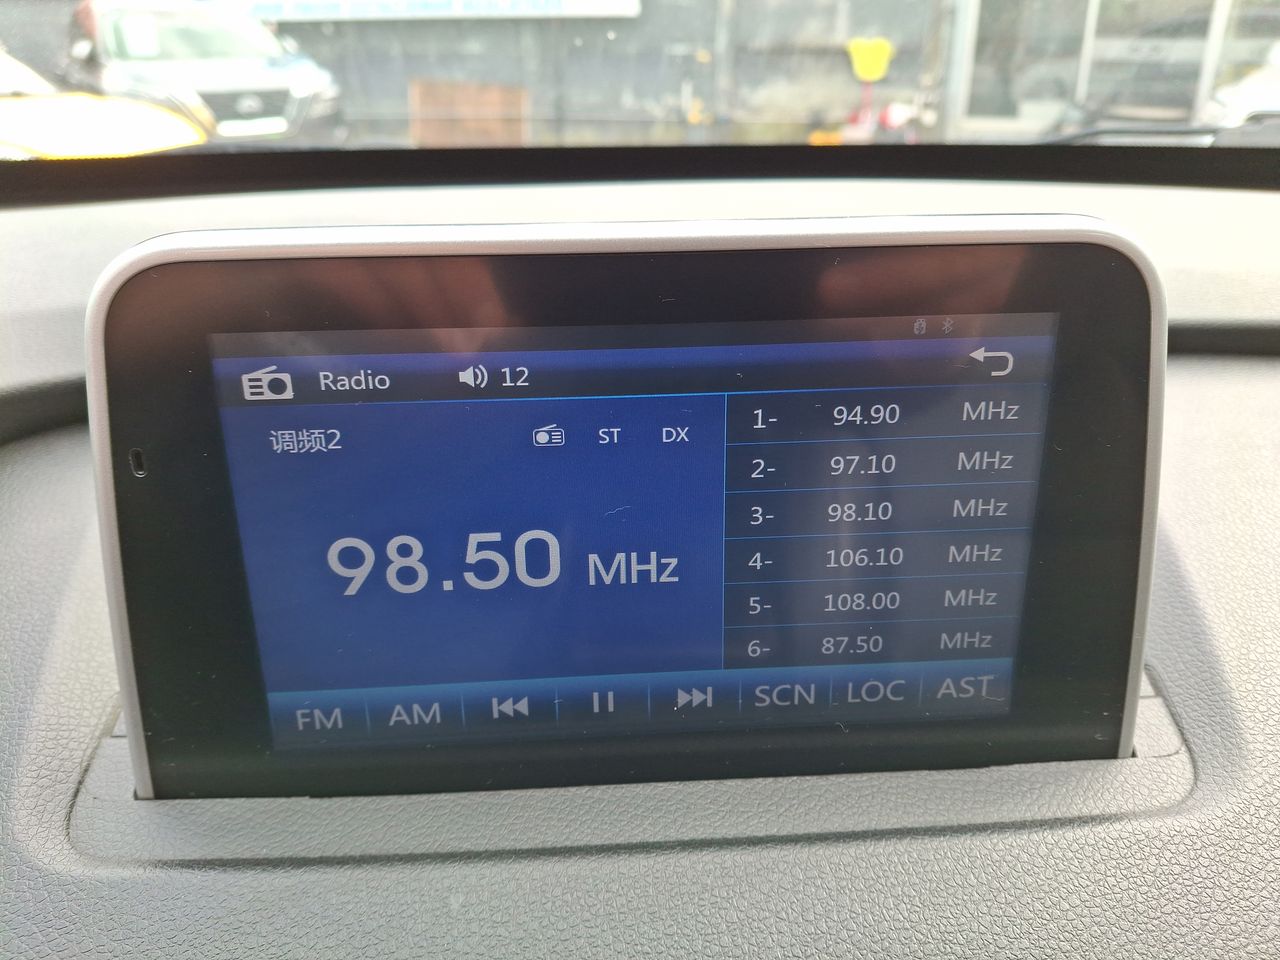 Radio 12
调频2 ST DX
98.50 MHz
1- 94.90 MHz
2- 97.10 MHz
3- 98.10 MHz
4- 106.10 MHz
5- 108.00 MHz
6- 87.50 MHz
FM AM SCN LOC AST